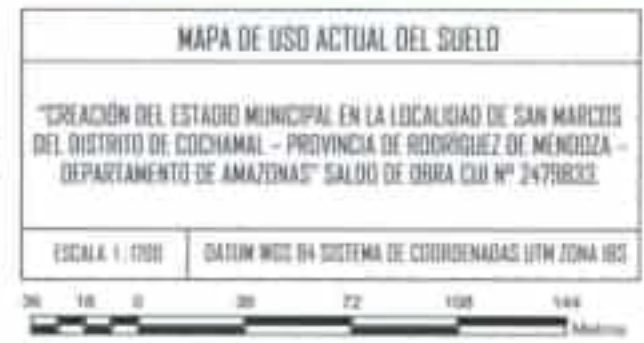 MAPA DE USO ACTUAL DEL SUELO
"CREACIÓN DEL ESTADIO MUNICIPAL EN LA LOCALIDAD DE SAN MARCOS
DEL DISTRITO DE COCHAMAL - PROVINCIA DE RODRÍGUEZ DE MENDOZA -
DEPARTAMENTO DE AMAZONAS" SALDO DE OBRA CUI Nº 2479833.
ESCALA 1 : 1200
DATUM WGS 84 SISTEMA DE COORDENADAS UTM ZONA 18S
36 18 0 36 72 108 144
Metros